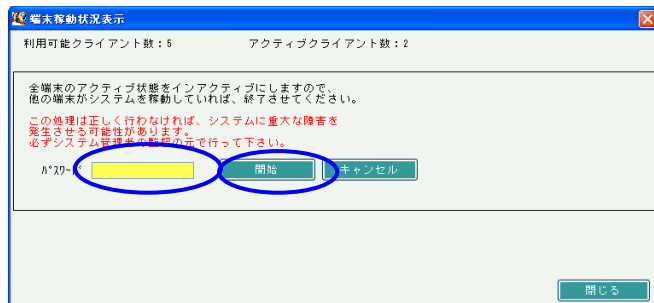 端末稼動状況表示
利用可能クライアント数：5　アクティブクライアント数：2
全端末のアクティブ状態をインアクティブにしますので、
他の端末がシステムを稼動していれば、終了させてください。
この処理は正しく行わなければ、システムに重大な障害を
発生させる可能性があります。
必ずシステム管理者の監督の元で行って下さい。
ﾊﾟｽﾜｰﾄﾞ　開始　キャンセル
閉じる